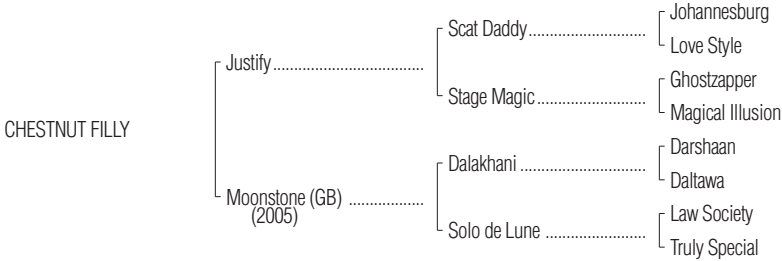 Johannesburg
Scat Daddy..............................
Love Style
Justify.......................................
Ghostzapper
Stage Magic............................
Magical Illusion
CHESTNUT FILLY
Darshaan
Dalakhani ................................
Daltawa
Moonstone (GB) ....................
(2005)
Law Society
Solo de Lune ..........................
Truly Special